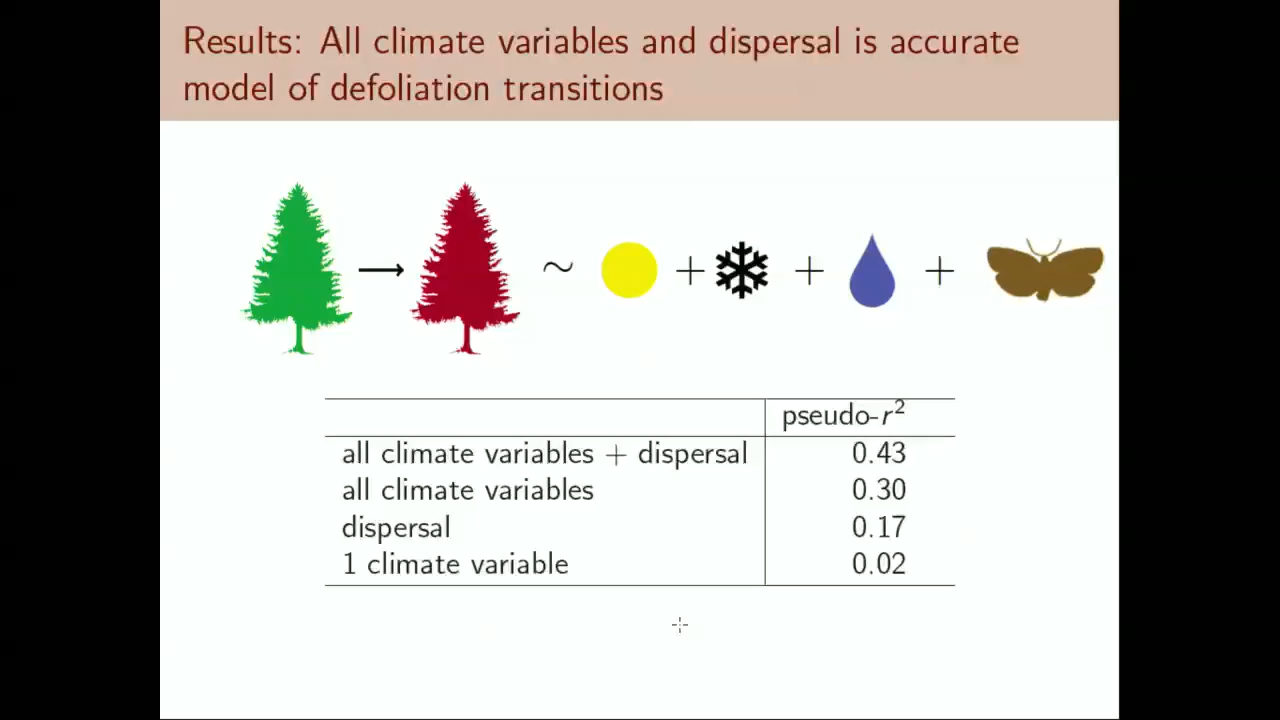 Results: All climate variables and dispersal is accurate
model of defoliation transitions
→ ~ + + +
pseudo-r²
all climate variables + dispersal 0.43
all climate variables 0.30
dispersal 0.17
1 climate variable 0.02